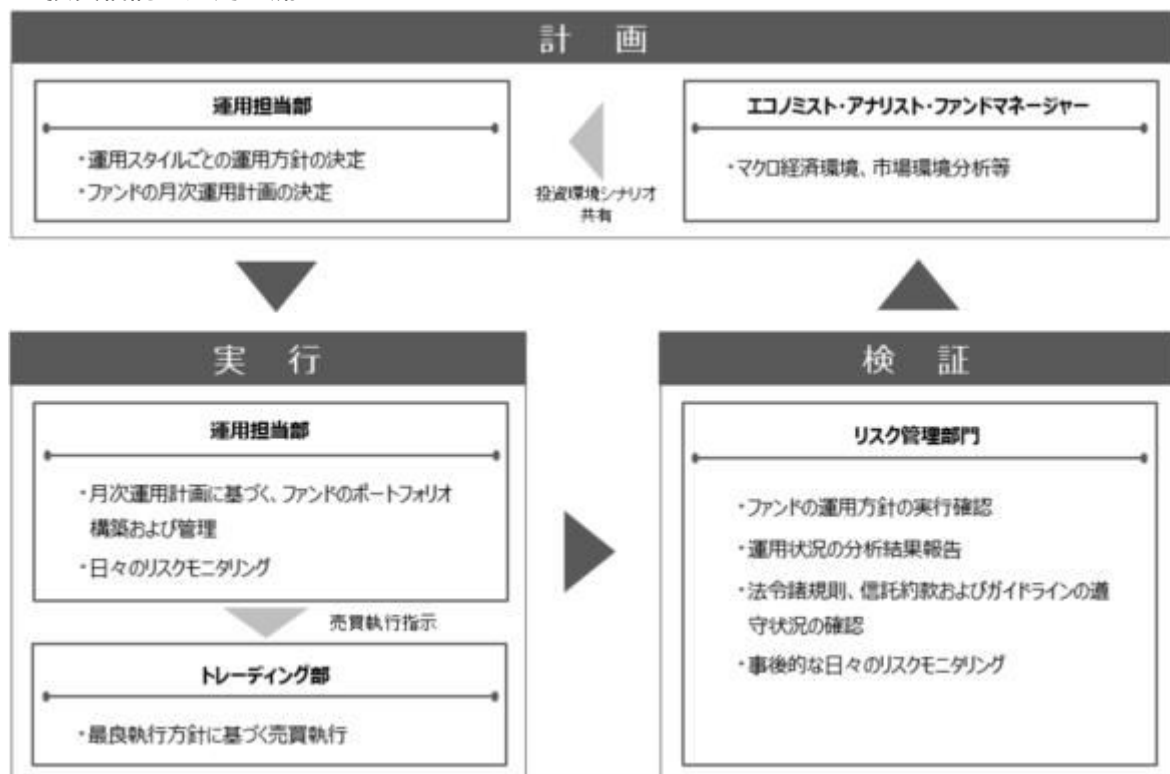 計 画
運用担当部
・運用スタイルごとの運用方針の決定
・ファンドの月次運用計画の決定
投資環境シナリオ
共有
エコノミスト・アナリスト・ファンドマネージャー
・マクロ経済環境、市場環境分析等
実 行
運用担当部
・月次運用計画に基づく、ファンドのポートフォリオ
構築および管理
・日々のリスクモニタリング
売買執行指示
トレーディング部
・最良執行方針に基づく売買執行
検 証
リスク管理部門
・ファンドの運用方針の実行確認
・運用状況の分析結果報告
・法令諸規則、信託約款およびガイドラインの遵
守状況の確認
・事後的な日々のリスクモニタリング